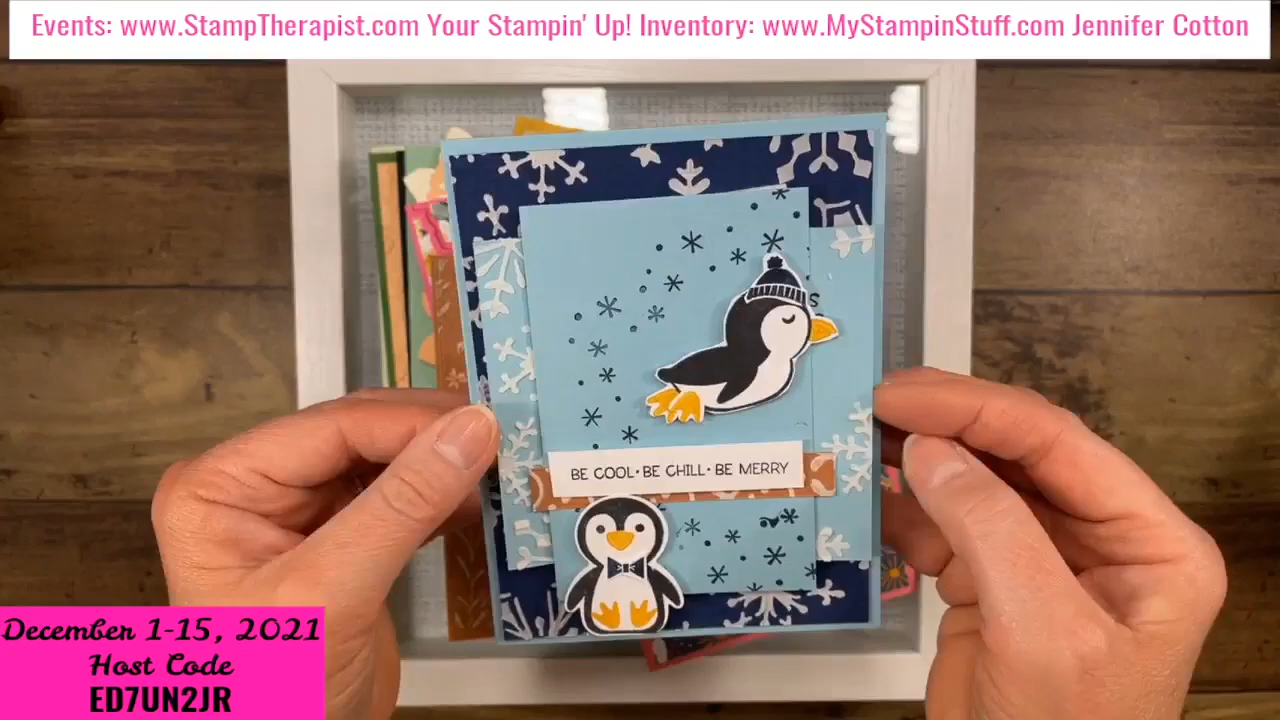 Events: www.StampTherapist.com Your Stampin' Up! Inventory: www.MyStampinStuff.com Jennifer Cotton
BE COOL•BE CHILL•BE MERRY
December 1-15, 2021
Host Code
ED7UN2JR